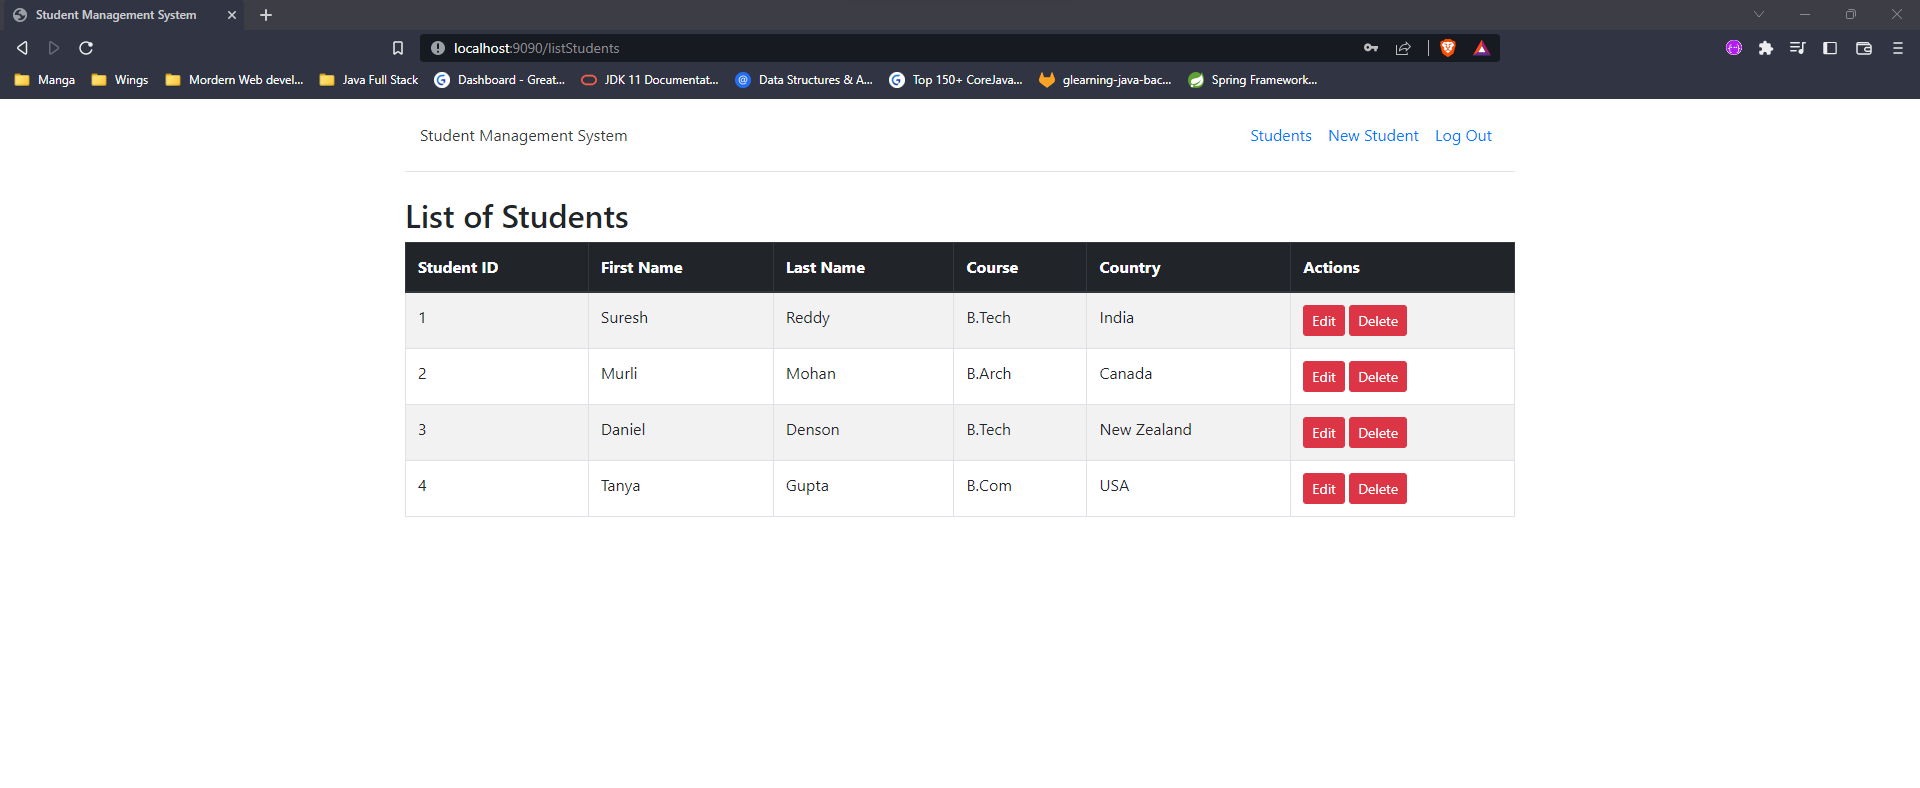 Student Management System
localhost:9090/listStudents
Manga Wings Mordern Web devel... Java Full Stack Dashboard - Great... JDK 11 Documentat... Data Structures & A... Top 150+ CoreJava... glearning-java-bac... Spring Framework...
Student Management System Students New Student Log Out
List of Students
Student ID First Name Last Name Course Country Actions
1 Suresh Reddy B.Tech India Edit Delete
2 Murli Mohan B.Arch Canada Edit Delete
3 Daniel Denson B.Tech New Zealand Edit Delete
4 Tanya Gupta B.Com USA Edit Delete